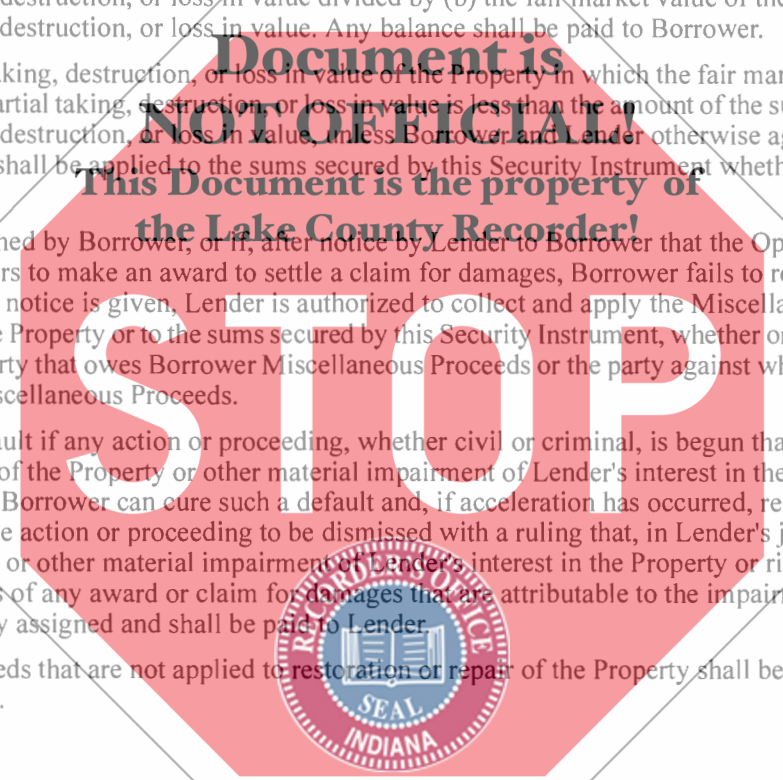 destruction, or loss in value divided by (b) the fair market value of the
destruction, or loss in value. Any balance shall be paid to Borrower.
Document is
king, destruction, or loss in value of the Property in which the fair mar
artial taking, destruction, or loss in value is less than the amount of the su
NOT OFFICIAL!
destruction, or loss in value, unless Borrower and Lender otherwise ag
shall be applied to the sums secured by this Security Instrument wheth
This Document is the property of
the Lake County Recorder!
ned by Borrower, or if, after notice by Lender to Borrower that the Op
rs to make an award to settle a claim for damages, Borrower fails to re
notice is given, Lender is authorized to collect and apply the Miscella
e Property or to the sums secured by this Security Instrument, whether or
rty that owes Borrower Miscellaneous Proceeds or the party against wh
scellaneous Proceeds.
STOP
ult if any action or proceeding, whether civil or criminal, is begun tha
of the Property or other material impairment of Lender's interest in the
Borrower can cure such a default and, if acceleration has occurred, re
e action or proceeding to be dismissed with a ruling that, in Lender's j
or other material impairment of Lender's interest in the Property or ri
s of any award or claim for damages that are attributable to the impair
y assigned and shall be paid to Lender.
eds that are not applied to restoration or repair of the Property shall be
RECORDER'S OFFICE
SEAL
INDIANA